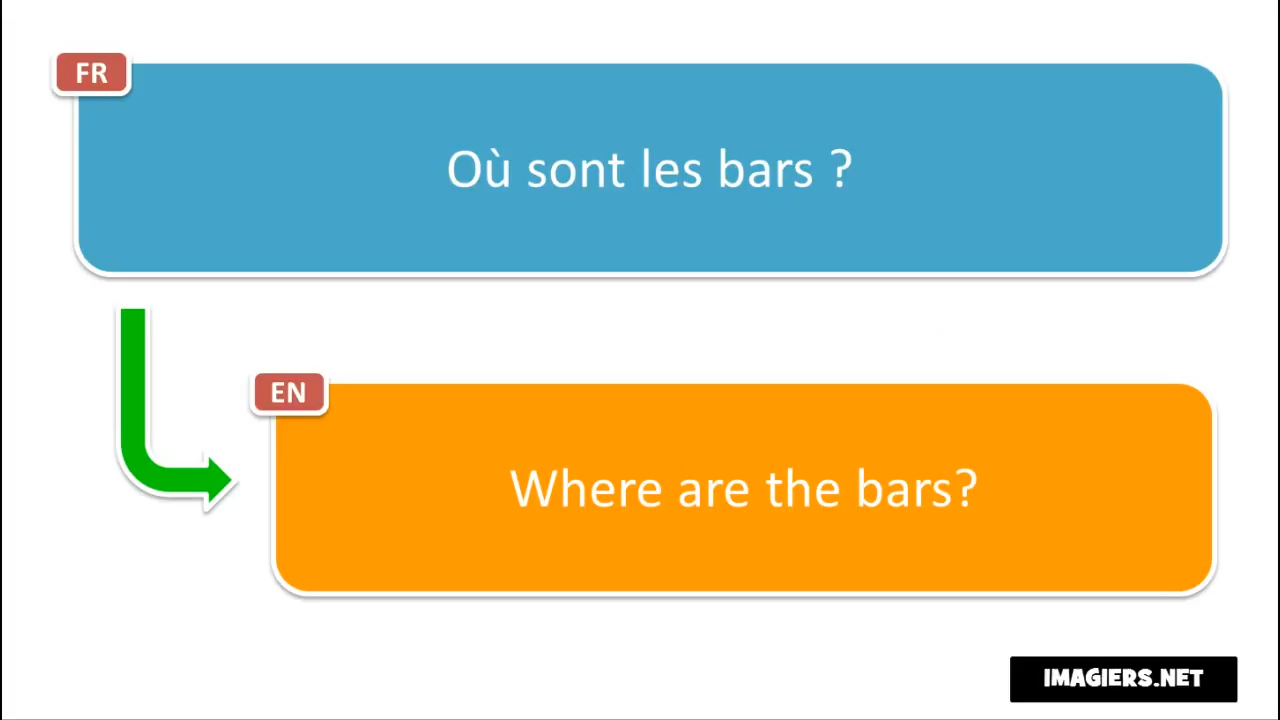 FR
Où sont les bars ?
EN
Where are the bars?
IMAGIERS.NET